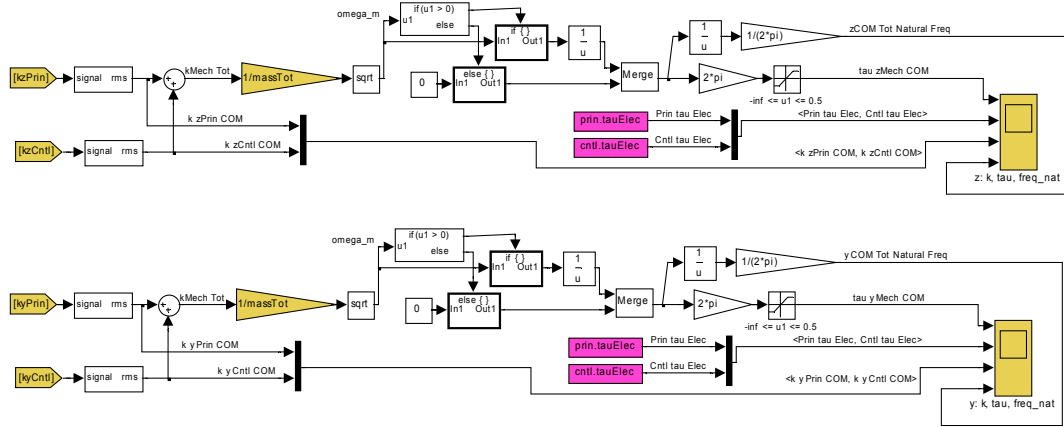 zCOM Tot Natural Freq
if(u1 > 0)
omega_m
u1
else
if { }
In1 Out1
1
u
1
u
1/(2*pi)
[kzPrin]
signal rms
kMech Tot
1/massTot
sqrt
0
else { }
In1 Out1
Merge
2*pi
tau zMech COM
-inf <= u1 <= 0.5
k zPrin COM
prin.tauElec
Prin tau Elec
<Prin tau Elec, Cntl tau Elec>
[kzCntl]
signal rms
k zCntl COM
cntl.tauElec
Cntl tau Elec
<k zPrin COM, k zCntl COM>
z: k, tau, freq_nat
yCOM Tot Natural Freq
if(u1 > 0)
omega_m
u1
else
if { }
In1 Out1
1
u
1
u
1/(2*pi)
[kyPrin]
signal rms
kMech Tot
1/massTot
sqrt
0
else { }
In1 Out1
Merge
2*pi
tau yMech COM
-inf <= u1 <= 0.5
k yPrin COM
prin.tauElec
Prin tau Elec
<Prin tau Elec, Cntl tau Elec>
[kyCntl]
signal rms
k yCntl COM
cntl.tauElec
Cntl tau Elec
<k yPrin COM, k yCntl COM>
y: k, tau, freq_nat